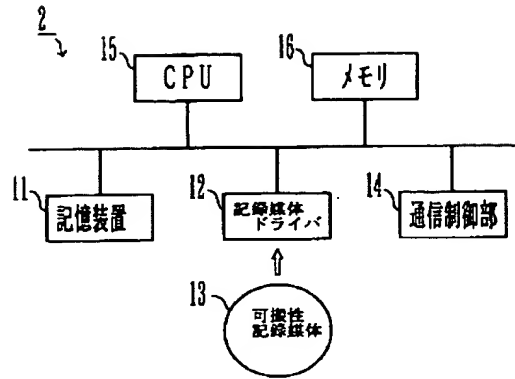 2
15
CPU
16
メモリ
11
記憶装置
12
記録媒体
ドライバ
14
通信制御部
13
可搬性
記録媒体